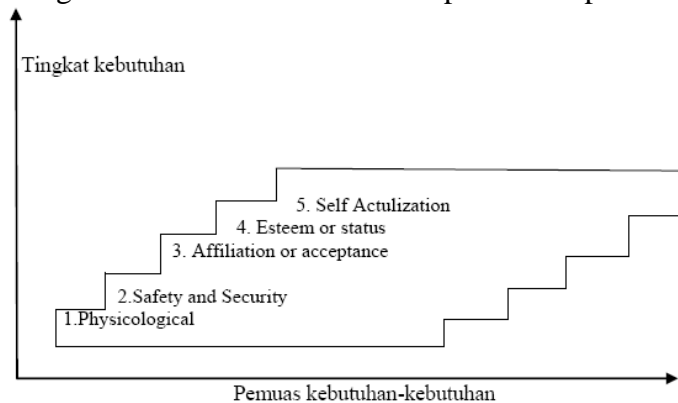 Tingkat kebutuhan
5. Self Actulization
4. Esteem or status
3. Affiliation or acceptance
2.Safety and Security
1.Physicological
Pemuas kebutuhan-kebutuhan